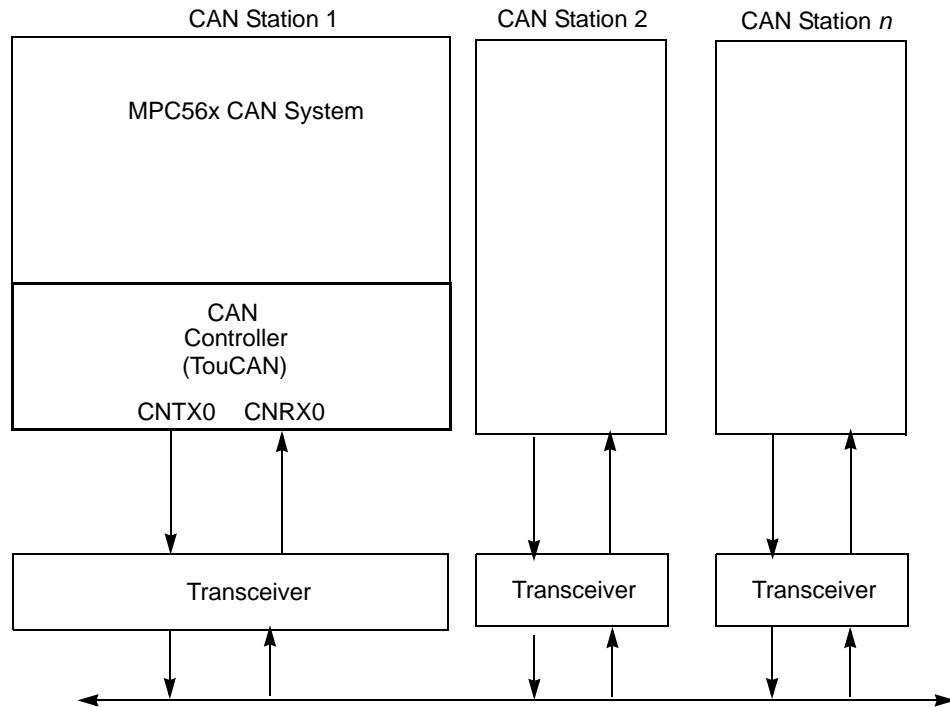 CAN Station 1
CAN Station 2
CAN Station n
MPC56x CAN System
CAN
Controller
(TouCAN)
CNTX0 CNRX0
Transceiver
Transceiver
Transceiver